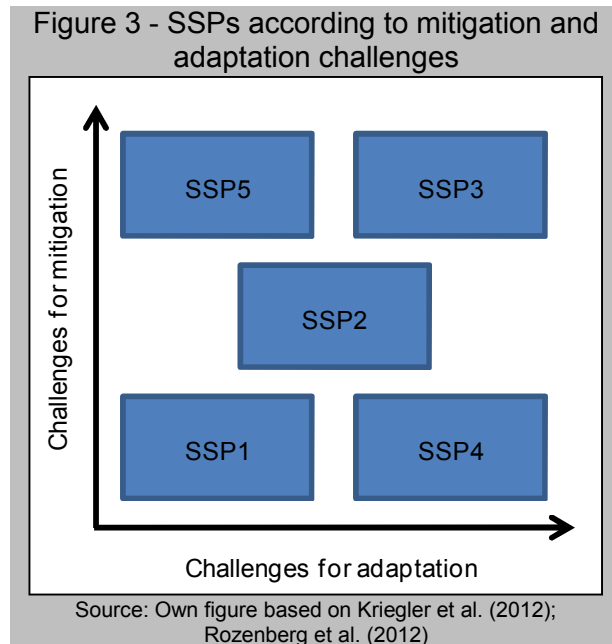 Figure 3 - SSPs according to mitigation and
adaptation challenges
Challenges for mitigation
SSP5
SSP3
SSP2
SSP1
SSP4
Challenges for adaptation
Source: Own figure based on Kriegler et al. (2012);
Rozenberg et al. (2012)